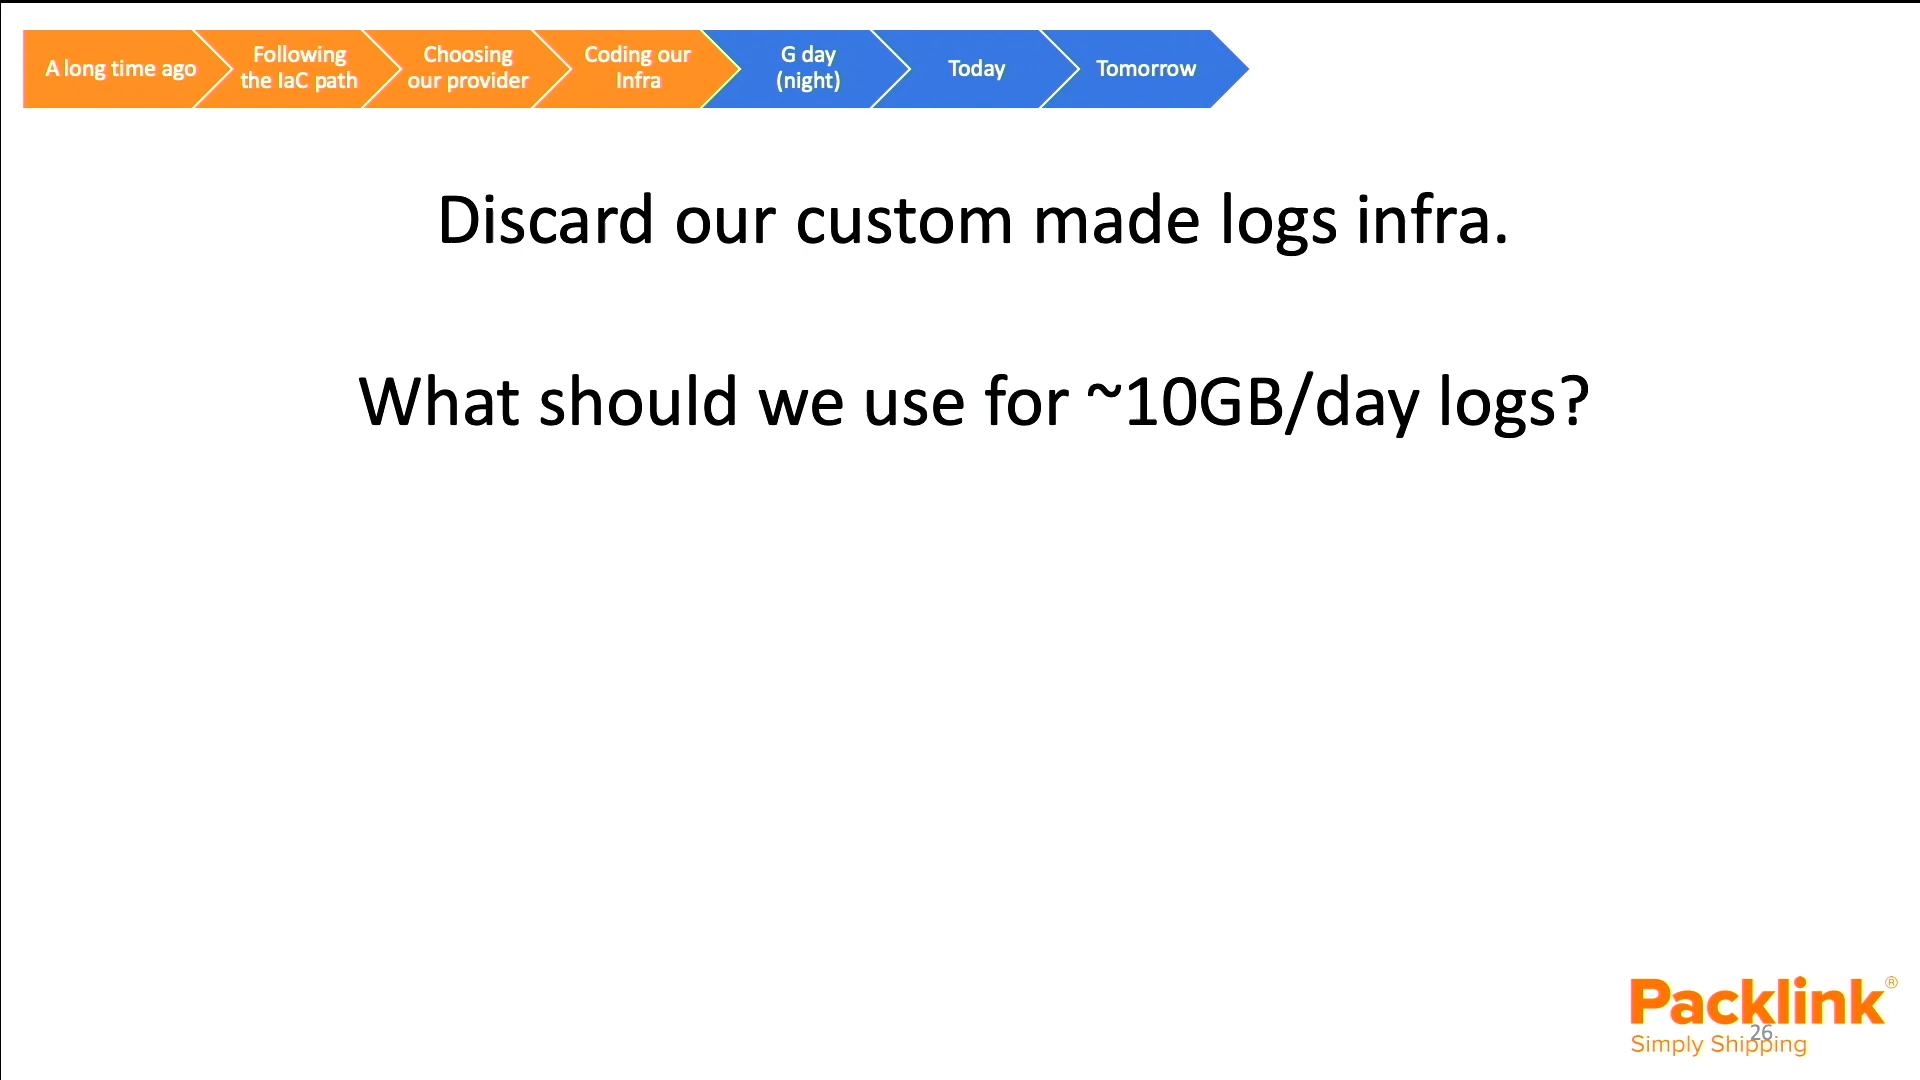 A long time ago
Following
the IaC path
Choosing
our provider
Coding our
Infra
G day
(night)
Today
Tomorrow
Discard our custom made logs infra.
What should we use for ~10GB/day logs?
Packlink®
26
Simply Shipping